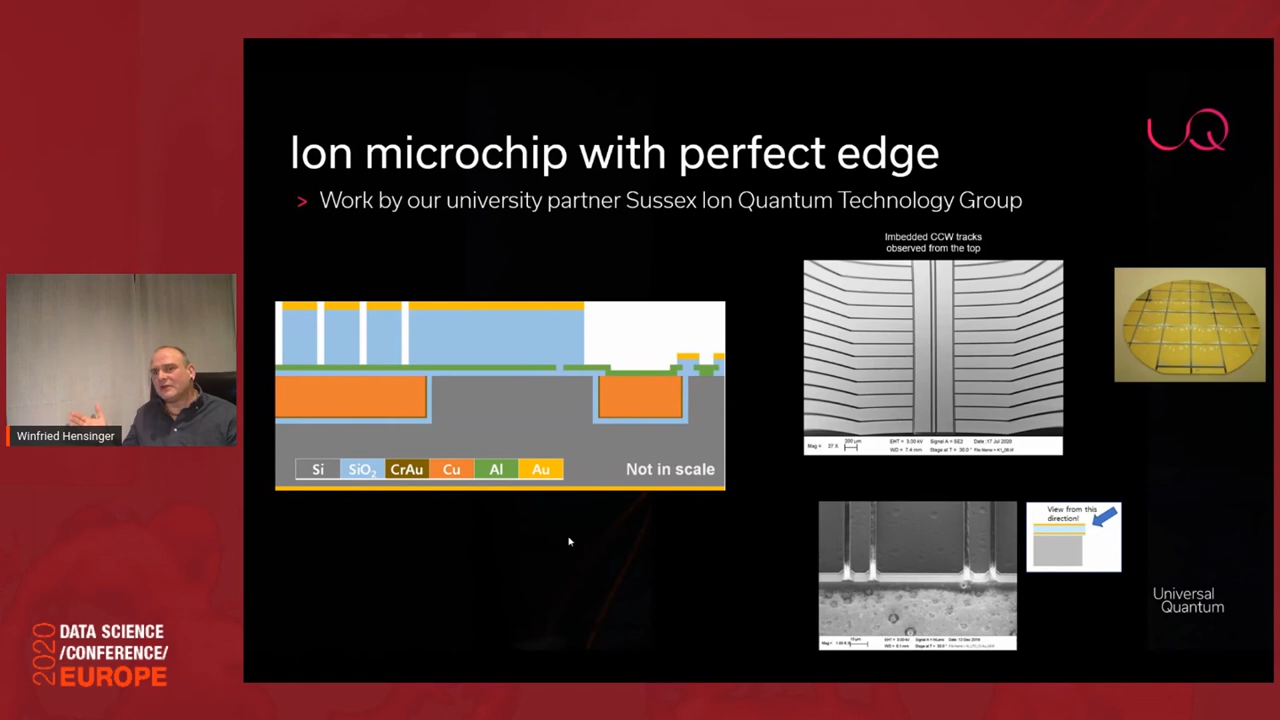 UQ
Ion microchip with perfect edge
> Work by our university partner Sussex Ion Quantum Technology Group
Imbedded CCW tracks
observed from the top
Si SiO2 CrAu Cu Al Au Not in scale
View from this
direction!
Universal
Quantum
Winfried Hensinger
2020
DATA SCIENCE
/CONFERENCE/
EUROPE